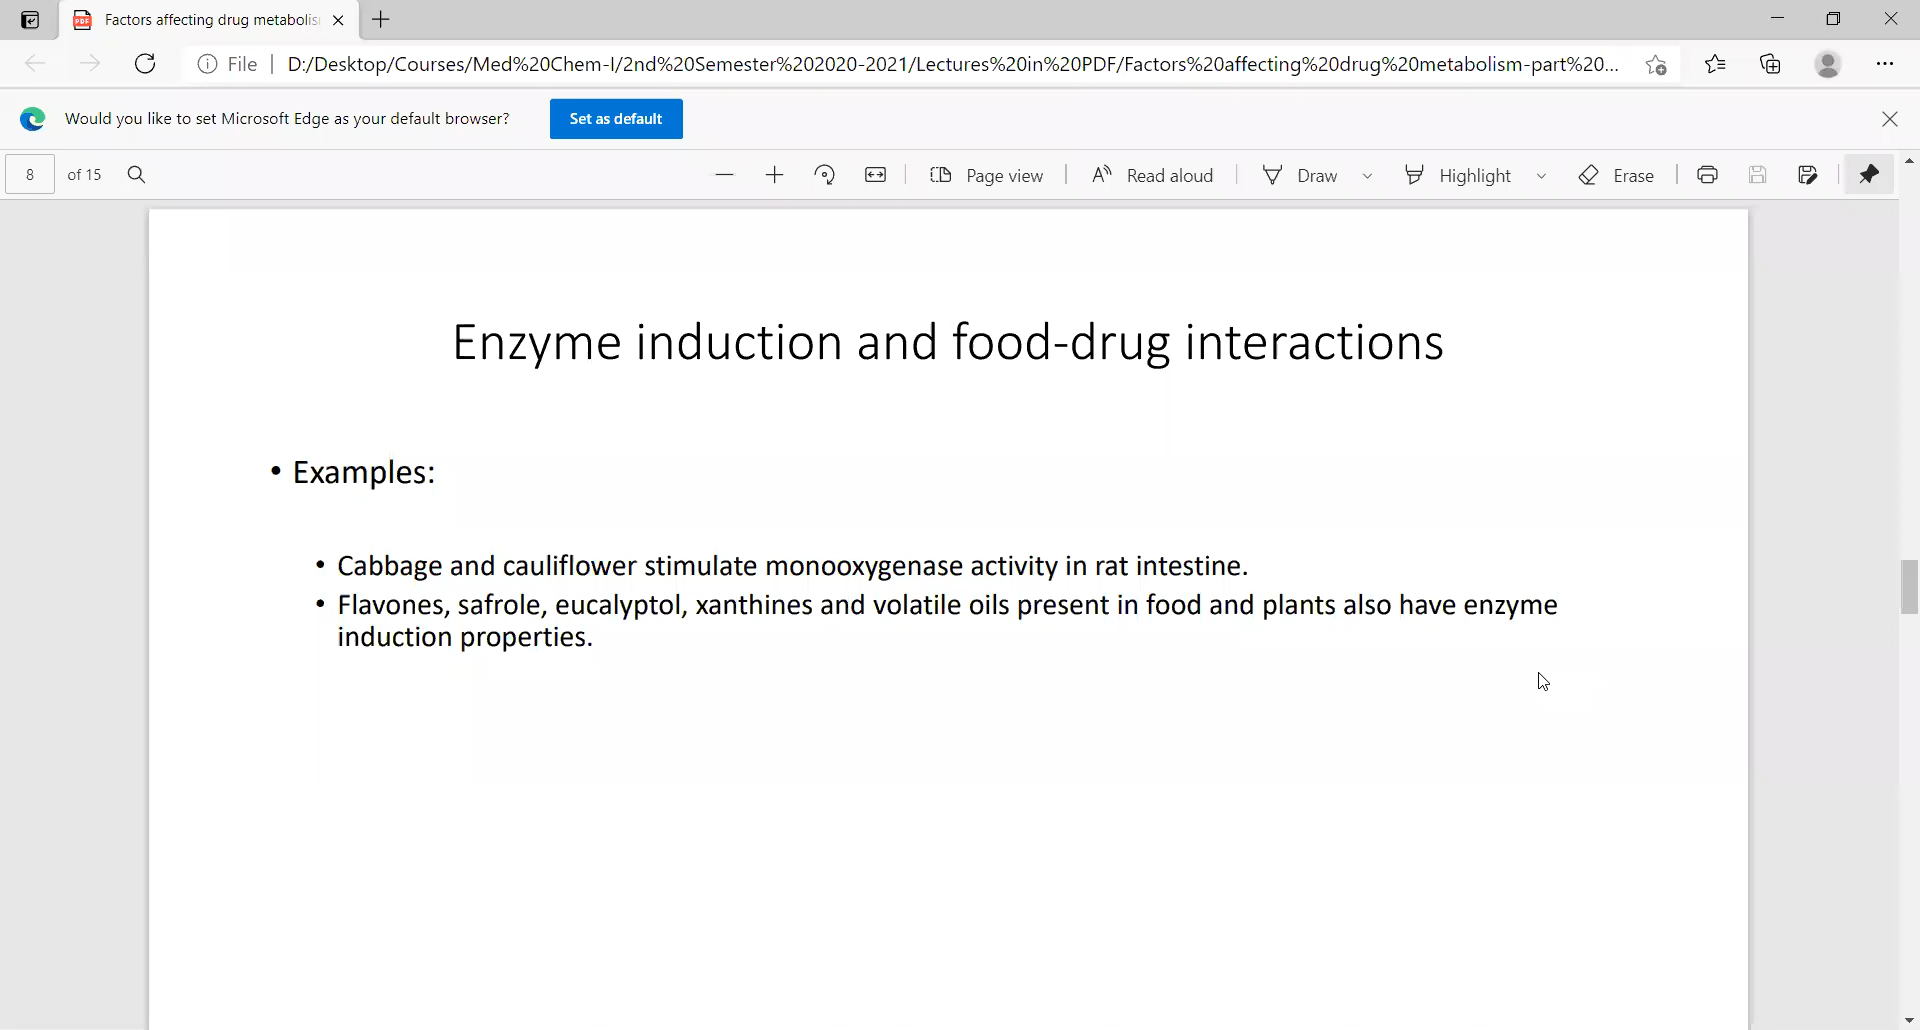 Factors affecting drug metabolis
File
D:/Desktop/Courses/Med%20Chem-I/2nd%20Semester%202020-2021/Lectures%20in%20PDF/Factors%20affecting%20drug%20metabolism-part%20...
Would you like to set Microsoft Edge as your default browser?
Set as default
8 of 15
Page view
Read aloud
Draw
Highlight
Erase
Enzyme induction and food-drug interactions
• Examples:
• Cabbage and cauliflower stimulate monooxygenase activity in rat intestine.
• Flavones, safrole, eucalyptol, xanthines and volatile oils present in food and plants also have enzyme
induction properties.